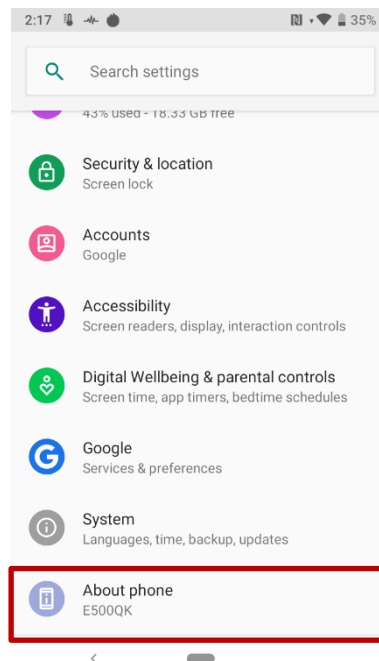 2:17 35%
Search settings
43% used - 18.33 GB free
Security & location
Screen lock
Accounts
Google
Accessibility
Screen readers, display, interaction controls
Digital Wellbeing & parental controls
Screen time, app timers, bedtime schedules
Google
Services & preferences
System
Languages, time, backup, updates
About phone
E500QK